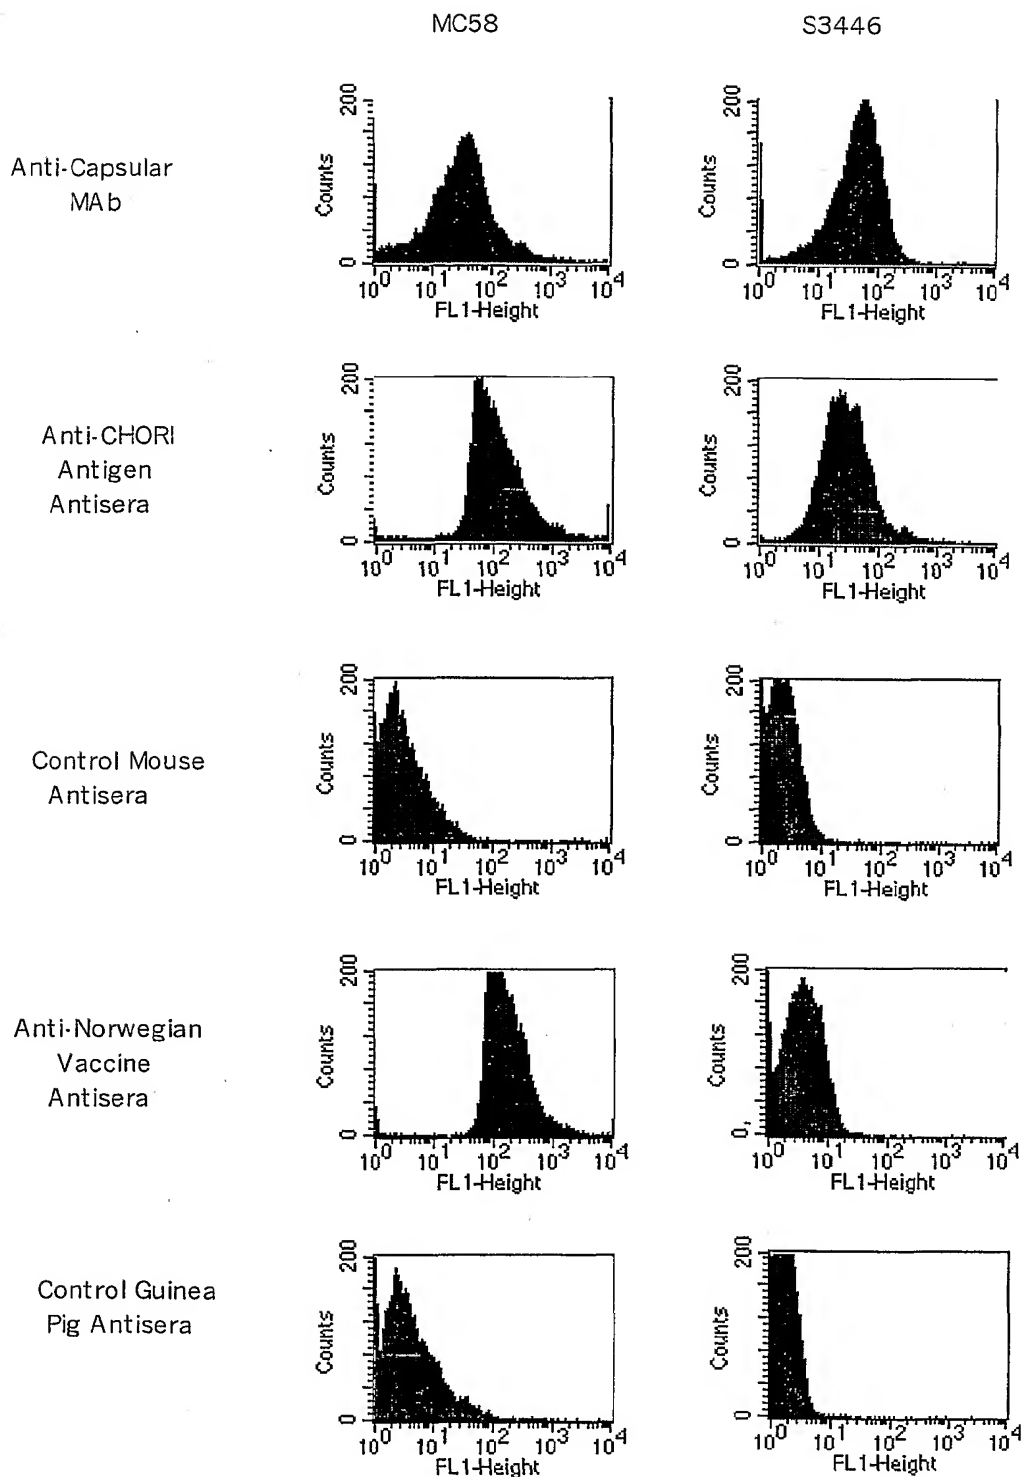 MC58 S3446
Anti-Capsular
MAb
Counts
200
0
10^0 10^1 10^2 10^3 10^4
FL1-Height
Counts
200
0
10^0 10^1 10^2 10^3 10^4
FL1-Height
Anti-CHORI
Antigen
Antisera
Counts
200
0
10^0 10^1 10^2 10^3 10^4
FL1-Height
Counts
200
0
10^0 10^1 10^2 10^3 10^4
FL1-Height
Control Mouse
Antisera
Counts
200
0
10^0 10^1 10^2 10^3 10^4
FL1-Height
Counts
200
0
10^0 10^1 10^2 10^3 10^4
FL1-Height
Anti-Norwegian
Vaccine
Antisera
Counts
200
0
10^0 10^1 10^2 10^3 10^4
FL1-Height
Counts
200
0
10^0 10^1 10^2 10^3 10^4
FL1-Height
Control Guinea
Pig Antisera
Counts
200
0
10^0 10^1 10^2 10^3 10^4
FL1-Height
Counts
200
0
10^0 10^1 10^2 10^3 10^4
FL1-Height